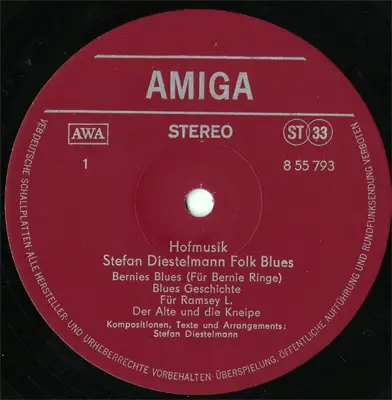 AMIGA
AWA
STEREO
ST 33
1
8 55 793
Hofmusik
Stefan Diestelmann Folk Blues
Bernies Blues (Für Bernie Ringe)
Blues Geschichte
Für Ramsey L.
Der Alte und die Kneipe
Kompositionen, Texte und Arrangements:
Stefan Diestelmann
VEB DEUTSCHE SCHALLPLATTEN · ALLE HERSTELLER- UND URHEBERRECHTE VORBEHALTEN · ÜBERSPIELUNG, ÖFFENTLICHE AUFFÜHRUNG UND RUNDFUNKSENDUNG VERBOTEN